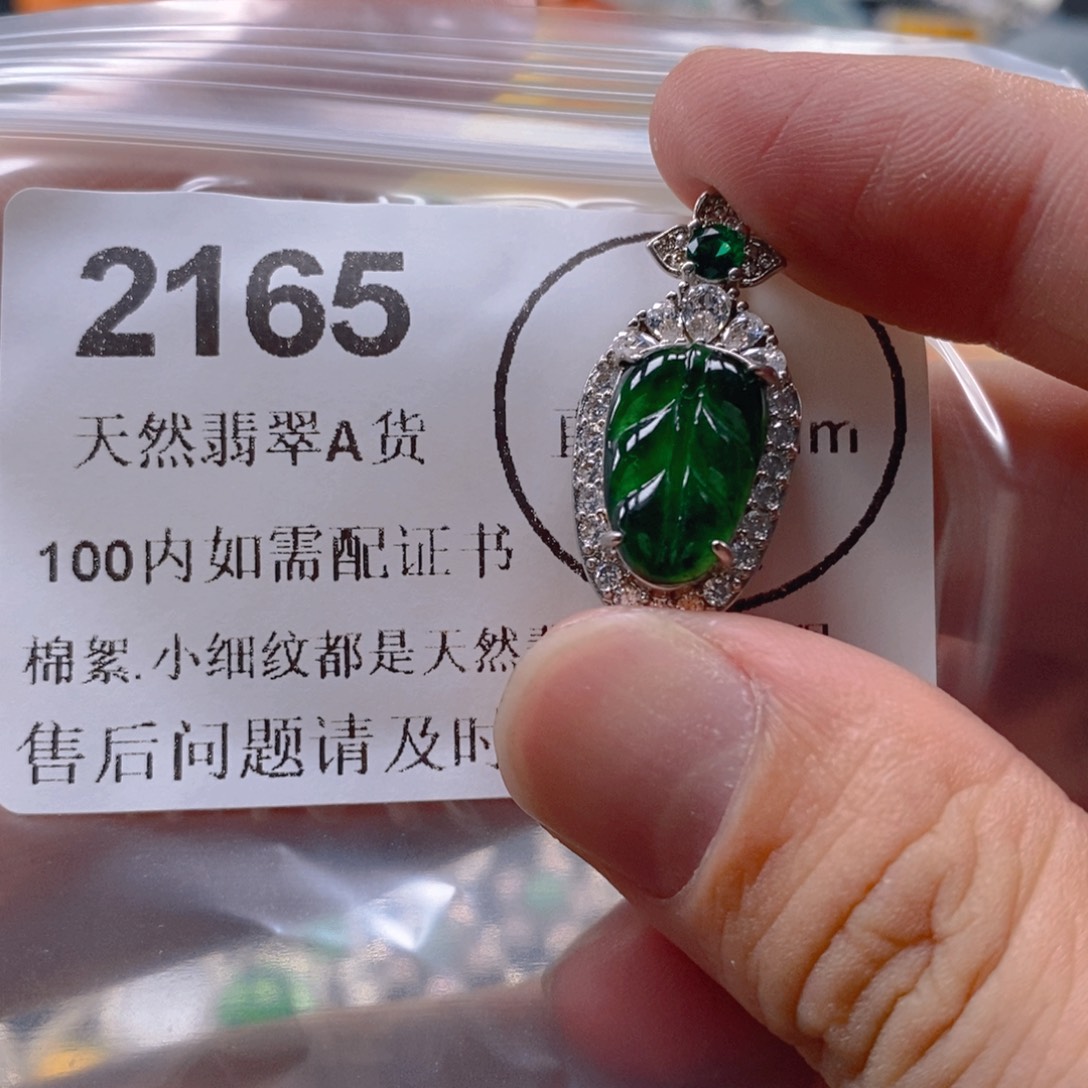 2165
天然翡翠A货
m
100内如需配证书
棉絮.小细纹都是天然
售后问题请及时